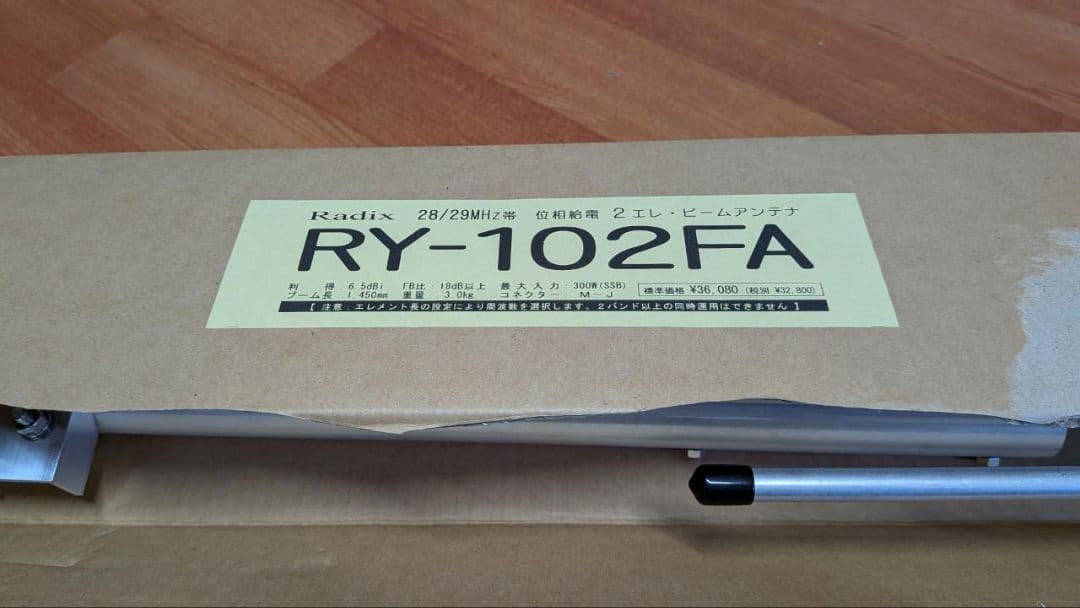 Radix 28/29MHz帯 位相給電 2エレ・ビームアンテナ
RY-102FA
利得:6.5dBi FB比:18dB以上 最大入力:300W(SSB)
ブーム長:1,450mm 重量:3.0kg コネクター:M-J
標準価格 ¥36,080 (税別 ¥32,800)
【 注意:エレメント長の設定により周波数を選択します。2バンド以上の同時運用はできません 】